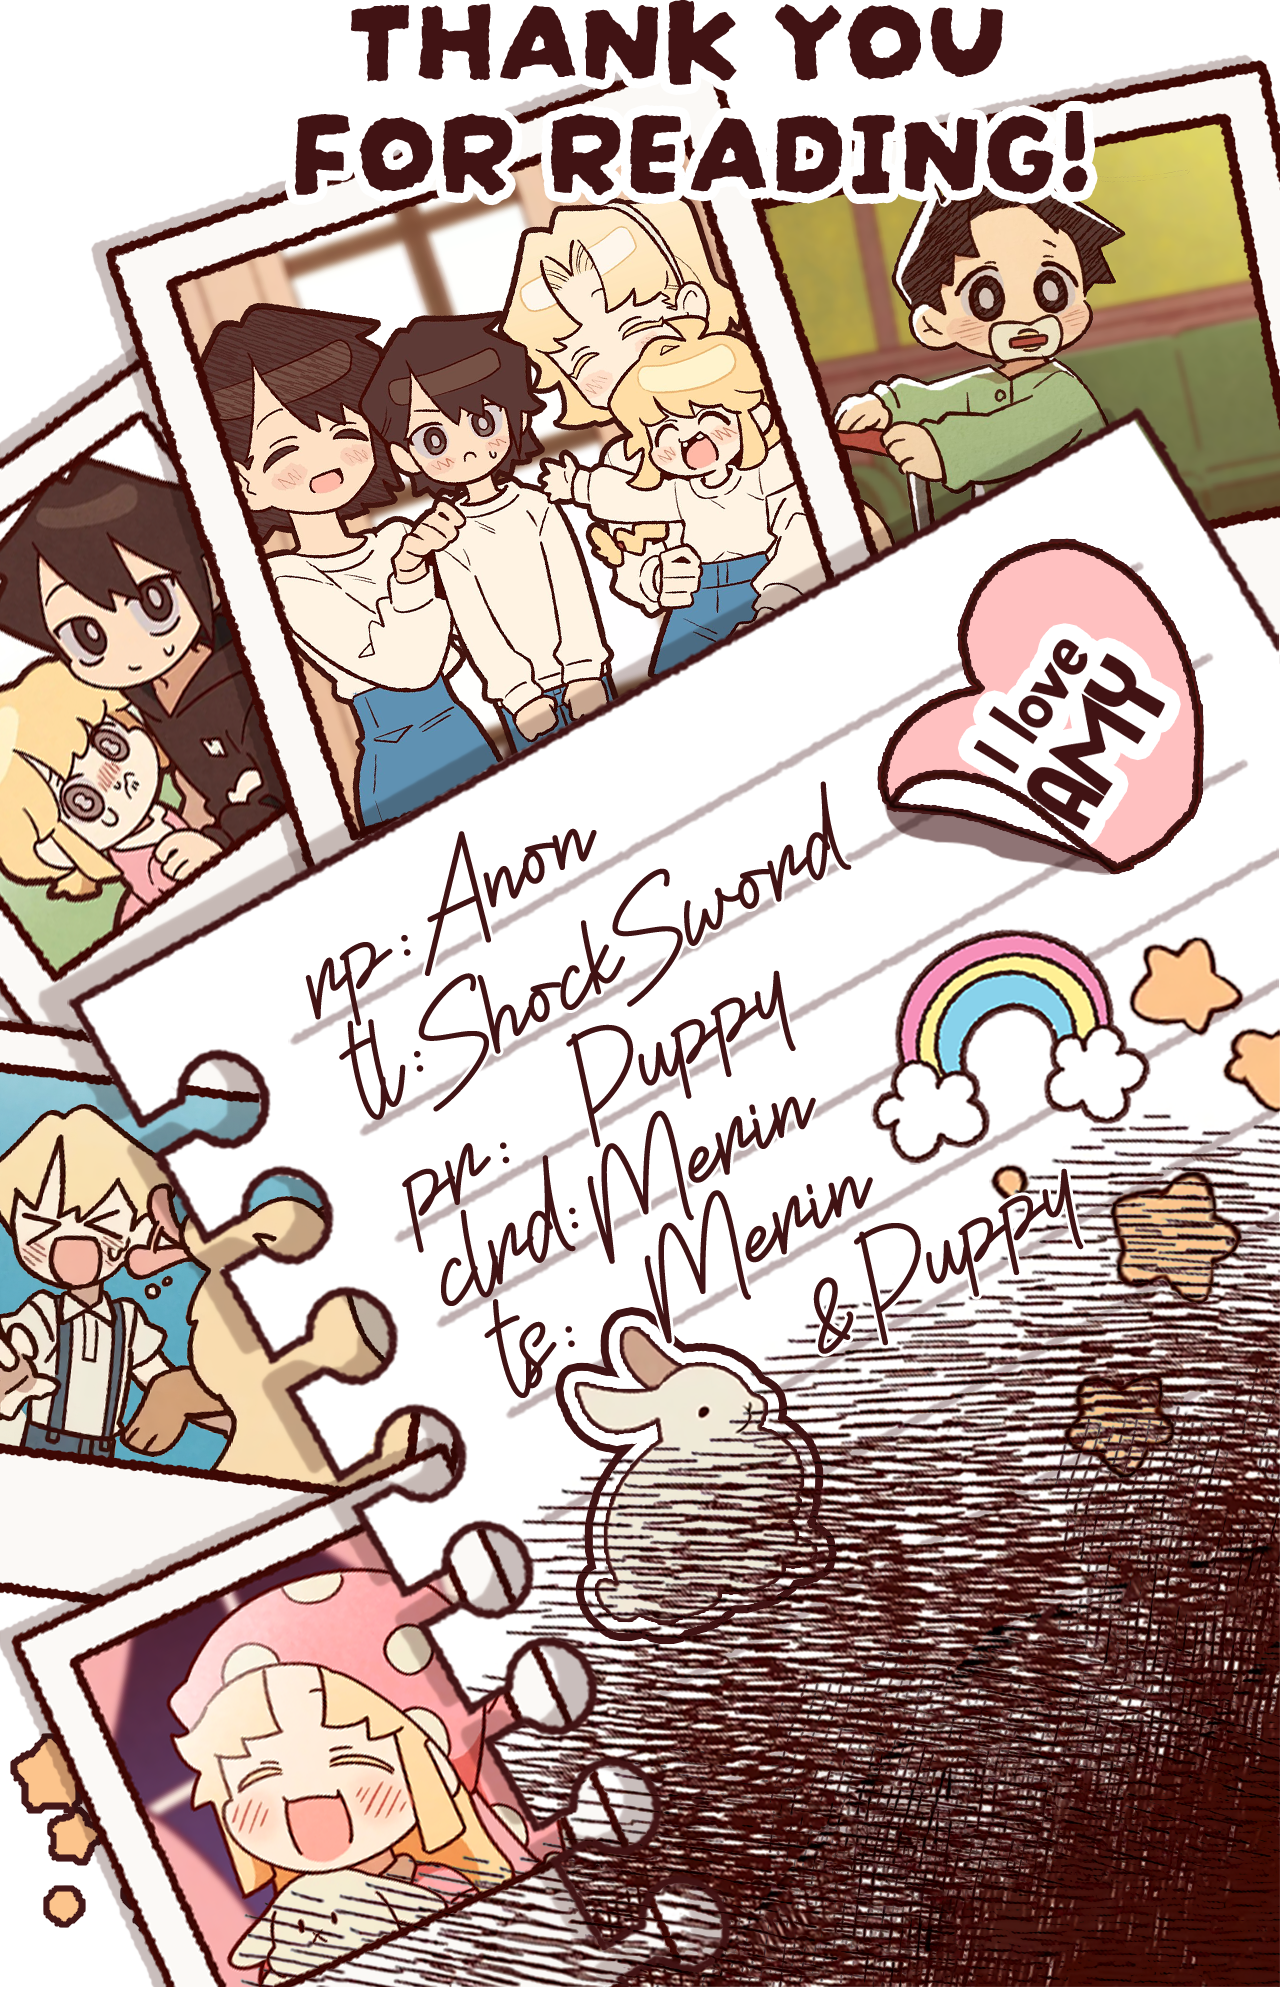 THANK YOU
FOR READING!
I love
AMY
rp: Anon
tl: ShockSword
pr: Puppy
clrd: Merin
ts: Merin
& Puppy